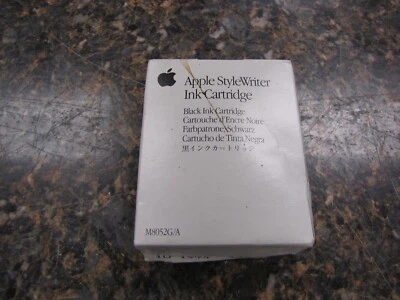 Apple StyleWriter
Ink Cartridge
Black Ink Cartridge
Cartouche d'Encre Noire
Farbpatrone Schwarz
Cartucho de Tinta Negra
黒インクカートリッジ
M8052G/A